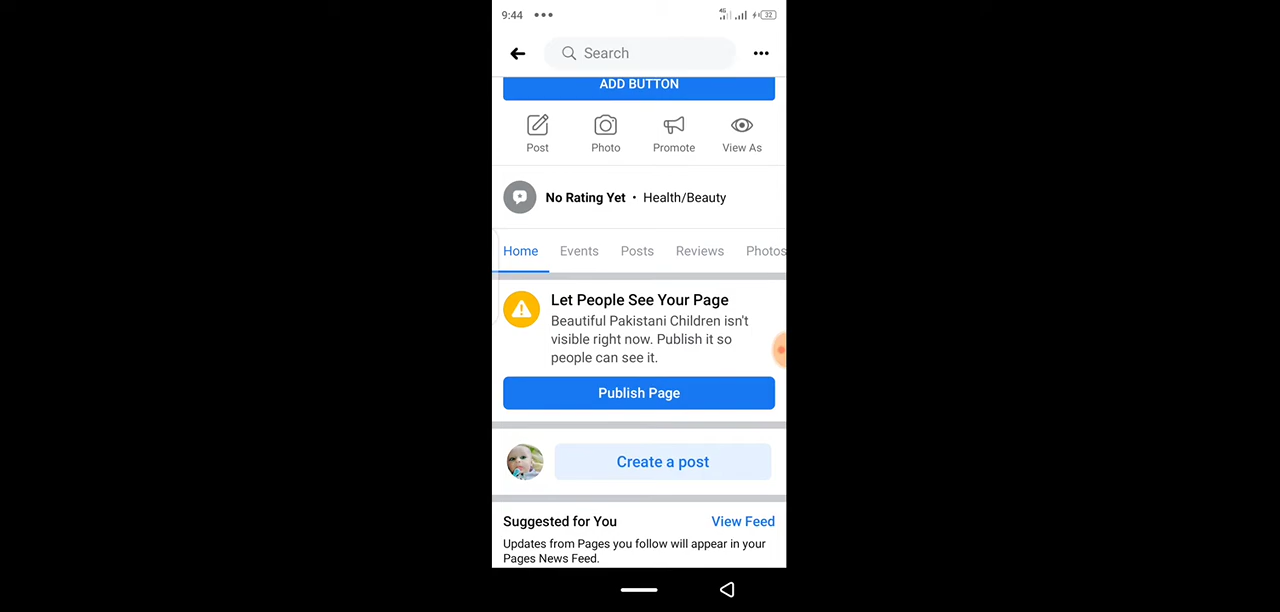 9:44
4G 32
Search
ADD BUTTON
Post Photo Promote View As
No Rating Yet • Health/Beauty
Home Events Posts Reviews Photos
Let People See Your Page
Beautiful Pakistani Children isn't
visible right now. Publish it so
people can see it.
Publish Page
Create a post
Suggested for You View Feed
Updates from Pages you follow will appear in your
Pages News Feed.